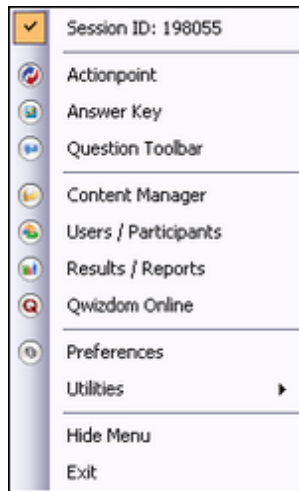 Session ID: 198055
Actionpoint
Answer Key
Question Toolbar
Content Manager
Users / Participants
Results / Reports
Qwizdom Online
Preferences
Utilities
Hide Menu
Exit